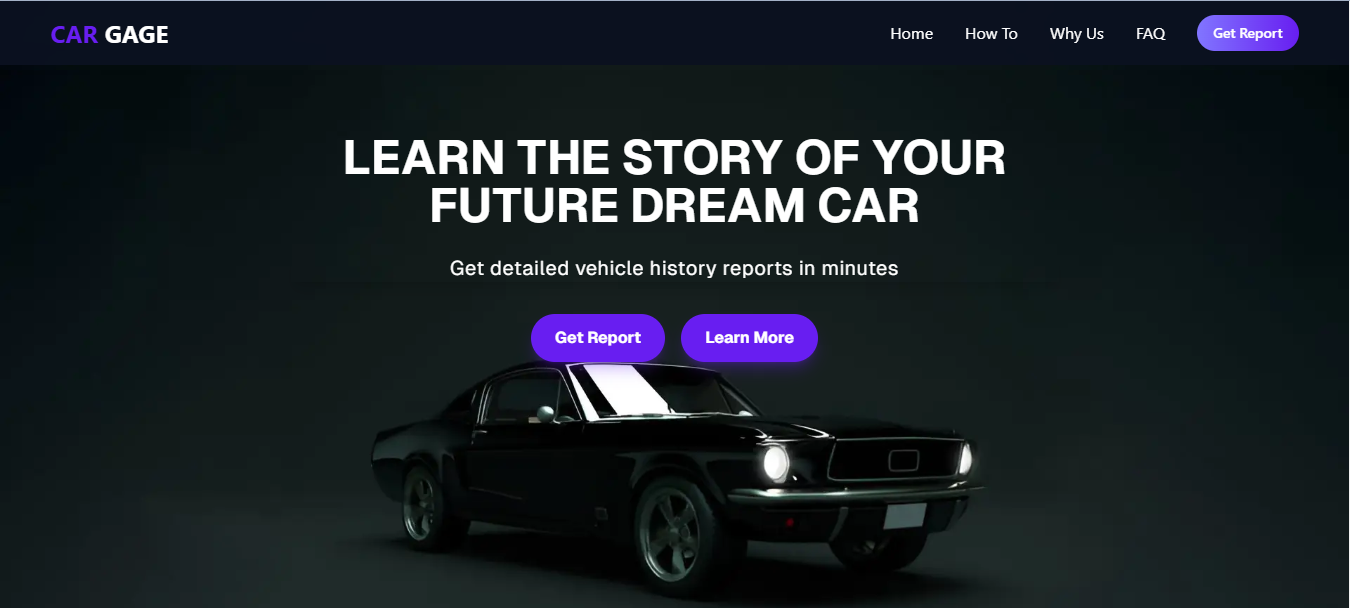 CAR GAGE
Home
How To
Why Us
FAQ
Get Report
LEARN THE STORY OF YOUR
FUTURE DREAM CAR
Get detailed vehicle history reports in minutes
Get Report
Learn More